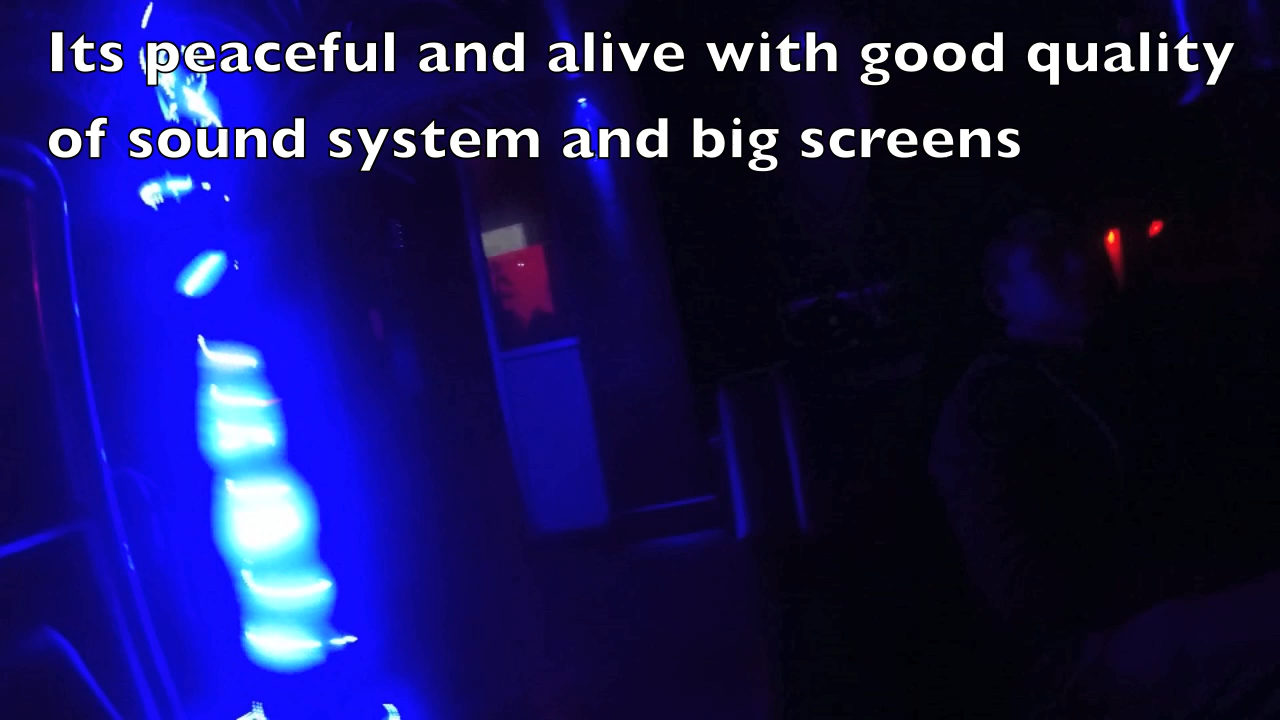 Its peaceful and alive with good quality
of sound system and big screens